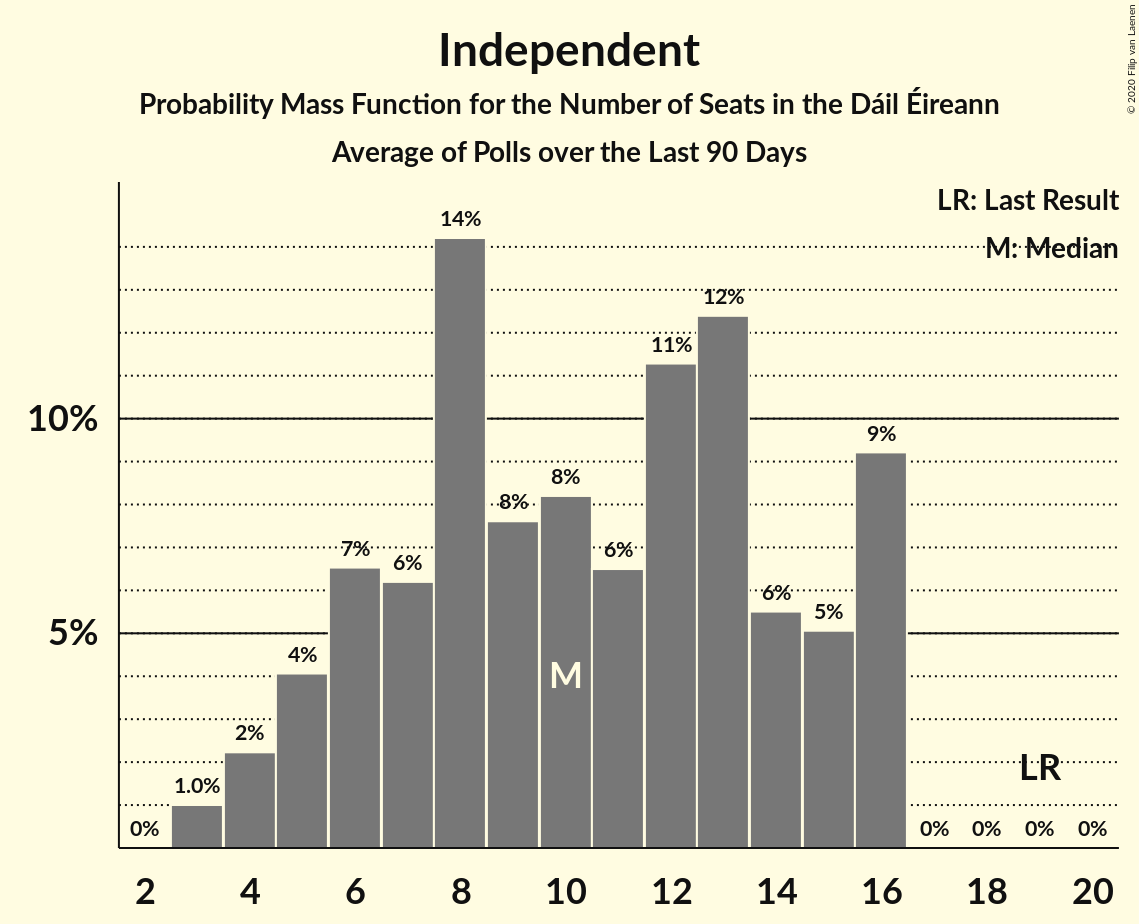 Independent
Probability Mass Function for the Number of Seats in the Dáil Éireann
Average of Polls over the Last 90 Days
© 2020 Filip van Laenen
LR: Last Result
M: Median
14%
12%
11%
10%
9%
8%
8%
7%
6%
6%
6%
5%
5%
4%
M
2%
LR
1.0%
0%
0%
0%
0%
0%
2 4 6 8 10 12 14 16 18 20